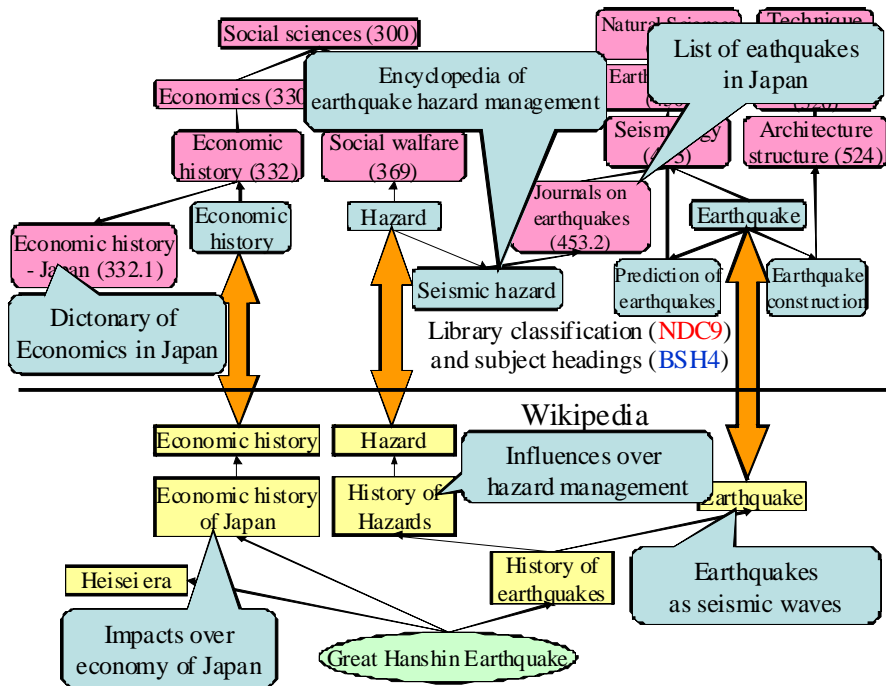 Social sciences (300)
Natural Sciences
Technique
Economics (330
Encyclopedia of
earthquake hazard management
List of eathquakes
in Japan
Economic
history (332)
Social walfare
(369)
Seismology
Architecture
structure (524)
Economic
history
Hazard
Journals on
earthquakes
(453.2)
Earthquake
Economic history
- Japan (332.1)
Seismic hazard
Prediction of
earthquakes
Earthquake
construction
Dictonary of
Economics in Japan
Library classification (NDC9)
and subject headings (BSH4)
Wikipedia
Economic history
Hazard
Influences over
hazard management
Economic history
of Japan
History of
Hazards
Earthquake
Heisei era
History of
earthquakes
Earthquakes
as seismic waves
Impacts over
economy of Japan
Great Hanshin Earthquake